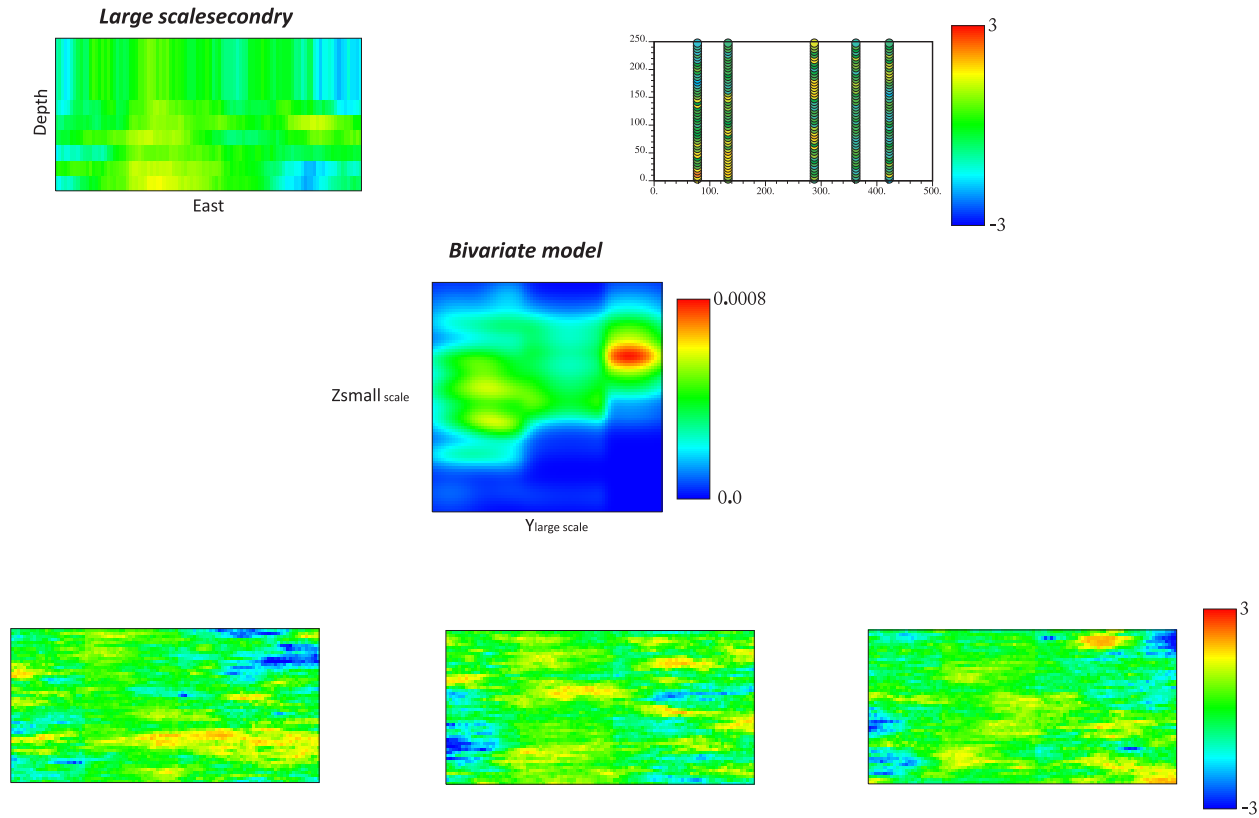 Large scalesecondry
Depth
East
250.
200.
150.
100.
50.
0.
0. 100. 200. 300. 400. 500.
3
-3
Bivariate model
Zsmall scale
Ylarge scale
0.0008
0.0
3
-3